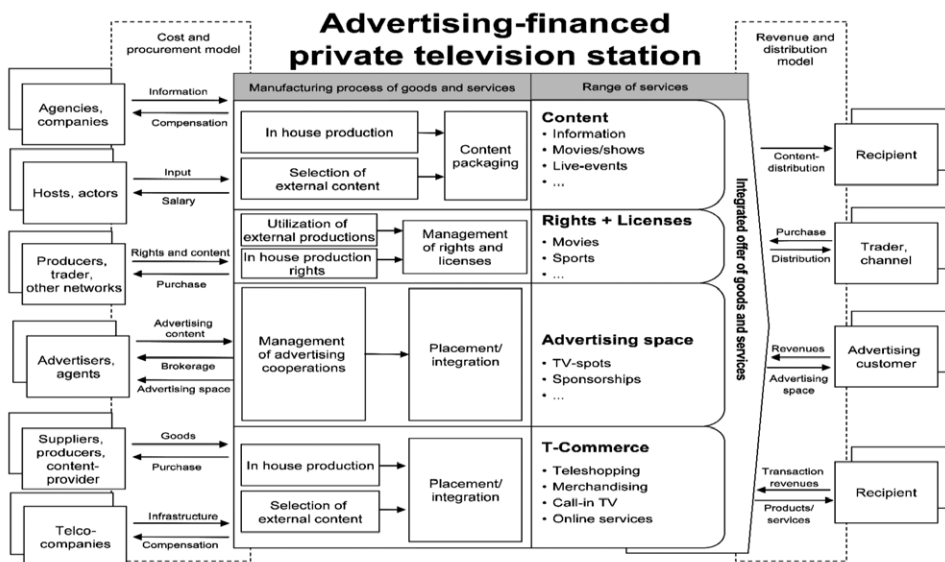 Advertising-financed
private television station
Cost and
procurement model
Revenue and
distribution model
Manufacturing process of goods and services
Range of services
Agencies,
companies
Information
Compensation
Hosts, actors
Input
Salary
Producers,
trader,
other networks
Rights and content
Purchase
Advertisers,
agents
Advertising
content
Brokerage
Advertising space
Suppliers,
producers,
content-
provider
Goods
Purchase
Telco-
companies
Infrastructure
Compensation
In house production
Selection of
external content
Content
packaging
Content
• Information
• Movies/shows
• Live-events
• ...
Utilization of
external productions
In house production
rights
Management
of rights and
licenses
Rights + Licenses
• Movies
• Sports
• ...
Management
of advertising
cooperations
Placement/
integration
Advertising space
• TV-spots
• Sponsorships
• ...
In house production
Selection of
external content
Placement/
integration
T-Commerce
• Teleshopping
• Merchandising
• Call-in TV
• Online services
Integrated offer of goods and services
Content-
distribution
Recipient
Purchase
Distribution
Trader,
channel
Revenues
Advertising
space
Advertising
customer
Transaction
revenues
Products/
services
Recipient